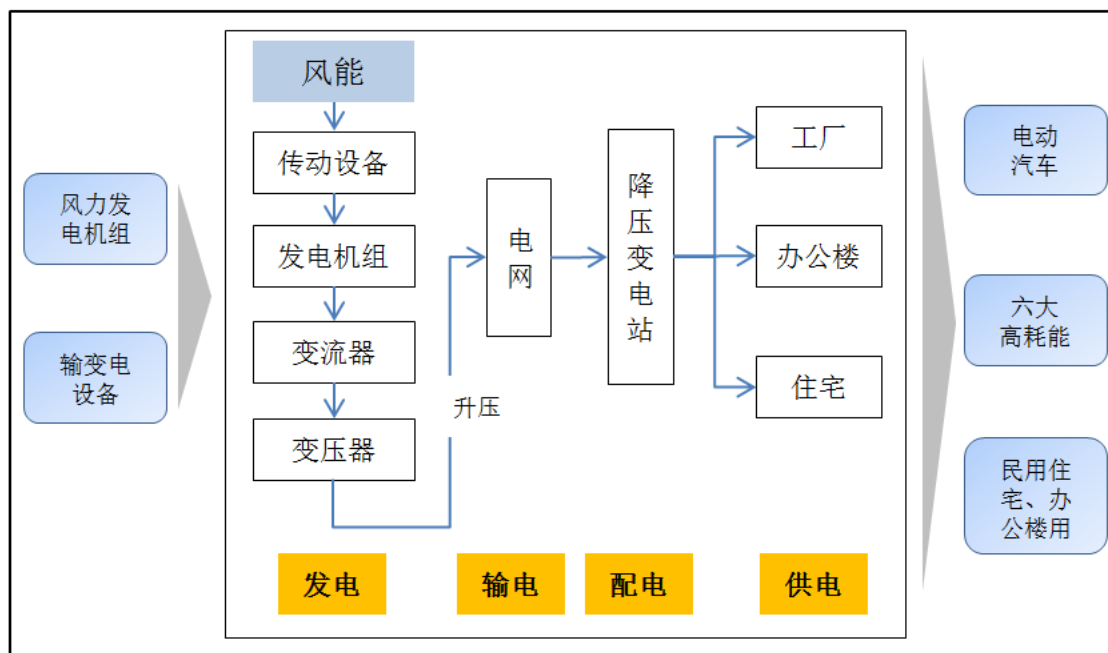 风力发
电机组
输变电
设备
风能
传动设备
发电机组
变流器
变压器
升压
电
网
降
压
变
电
站
工厂
办公楼
住宅
发电
输电
配电
供电
电动
汽车
六大
高耗能
民用住
宅、办
公楼用